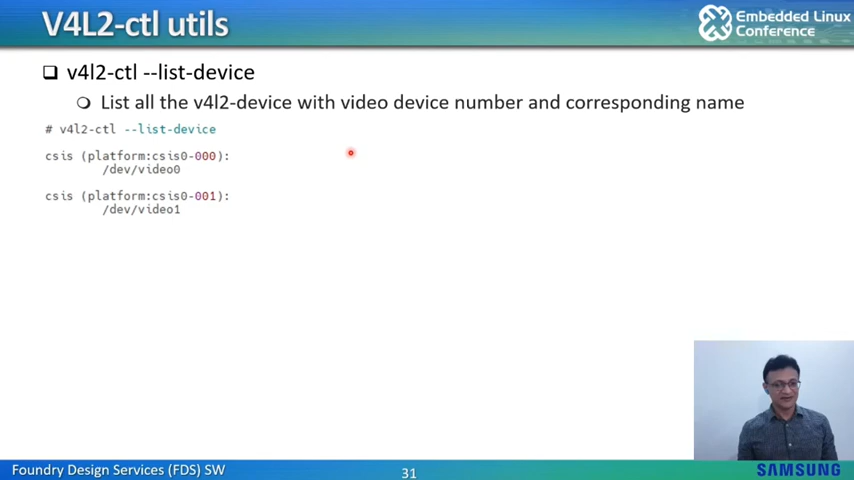 V4L2-ctl utils
Embedded Linux
Conference
v4l2-ctl --list-device
List all the v4l2-device with video device number and corresponding name
# v4l2-ctl --list-device
csis (platform:csis0-000):
/dev/video0
csis (platform:csis0-001):
/dev/video1
Foundry Design Services (FDS) SW
31
SAMSUNG